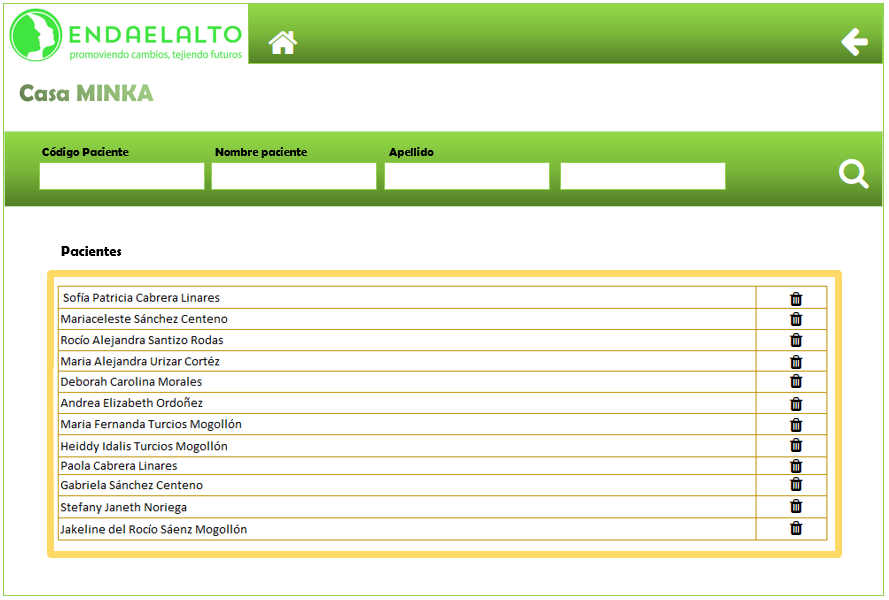 ENDAELALTO
promoviendo cambios, tejiendo futuros
Casa MINKA
Código Paciente Nombre paciente Apellido
Pacientes
Sofía Patricia Cabrera Linares
Mariaceleste Sánchez Centeno
Rocío Alejandra Santizo Rodas
Maria Alejandra Urizar Cortéz
Deborah Carolina Morales
Andrea Elizabeth Ordoñez
Maria Fernanda Turcios Mogollón
Heiddy Idalis Turcios Mogollón
Paola Cabrera Linares
Gabriela Sánchez Centeno
Stefany Janeth Noriega
Jakeline del Rocío Sáenz Mogollón